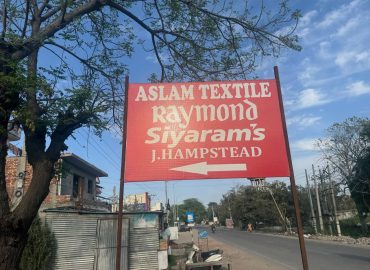 ASLAM TEXTILE
Raymond
Siyaram's
J.HAMPSTEAD